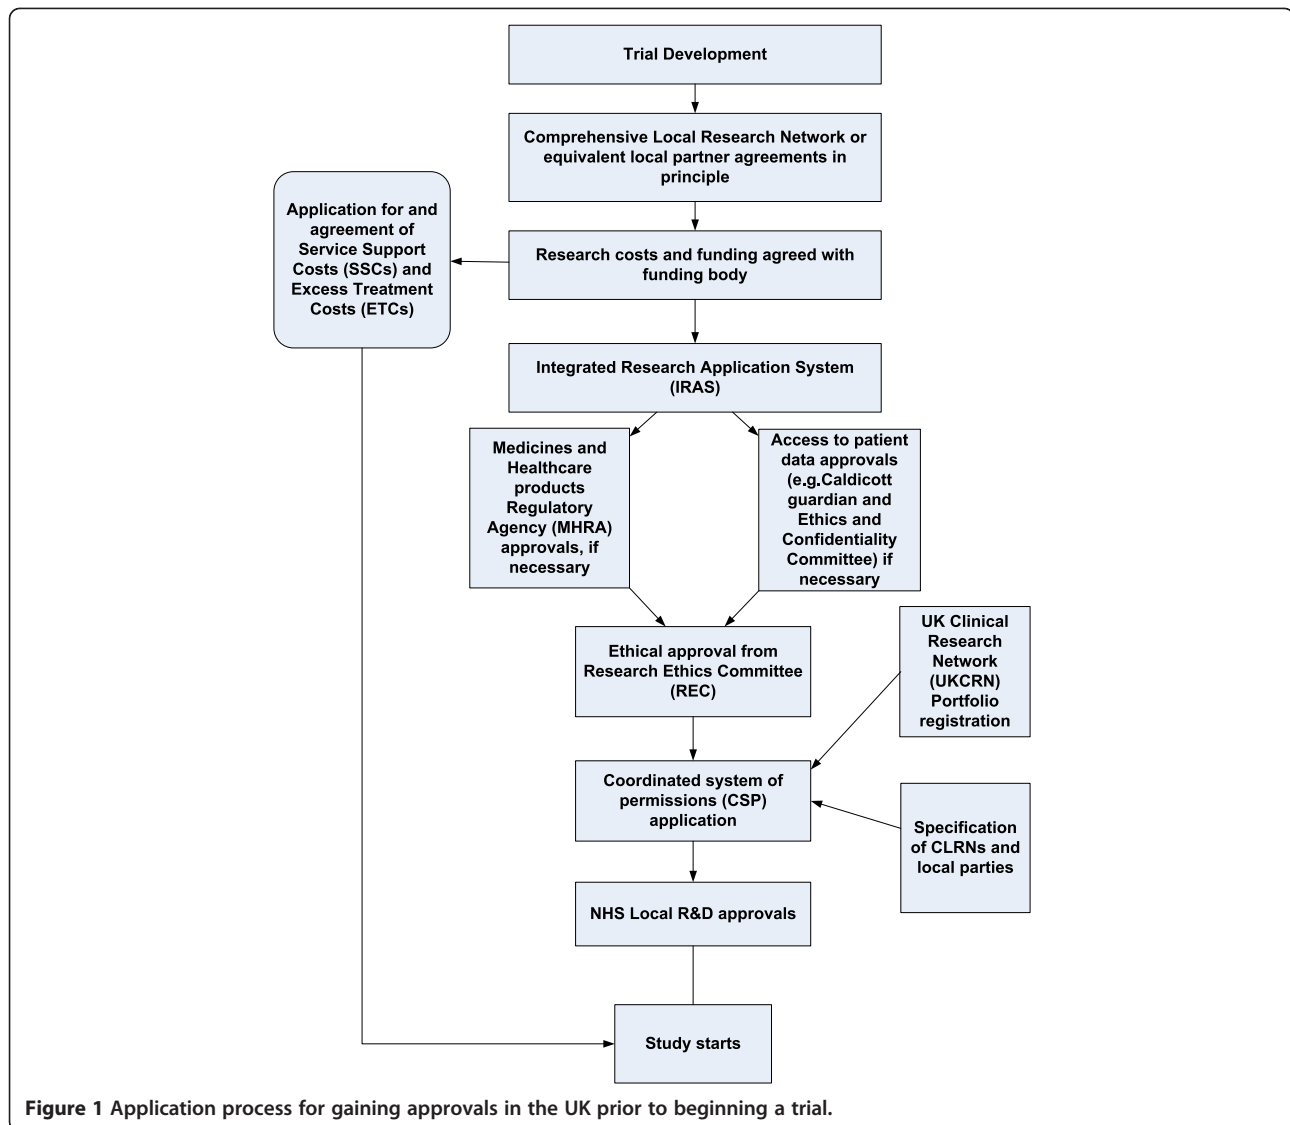 Trial Development
Comprehensive Local Research Network or
equivalent local partner agreements in
principle
Application for and
agreement of
Service Support
Costs (SSCs) and
Excess Treatment
Costs (ETCs)
Research costs and funding agreed with
funding body
Integrated Research Application System
(IRAS)
Medicines and
Healthcare
products
Regulatory
Agency (MHRA)
approvals, if
necessary
Access to patient
data approvals
(e.g.Caldicott
guardian and
Ethics and
Confidentiality
Committee) if
necessary
Ethical approval from
Research Ethics Committee
(REC)
UK Clinical
Research
Network
(UKCRN)
Portfolio
registration
Coordinated system of
permissions (CSP)
application
Specification
of CLRNs and
local parties
NHS Local R&D approvals
Study starts
Figure 1 Application process for gaining approvals in the UK prior to beginning a trial.